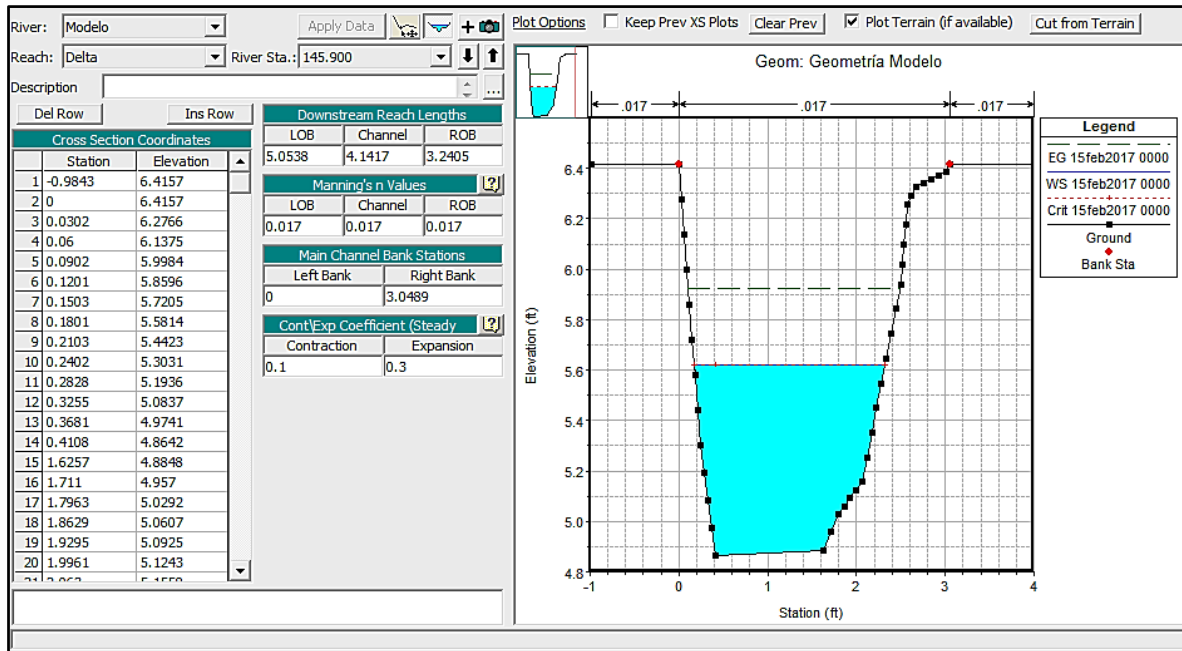 River: Modelo Apply Data + Plot Options Keep Prev XS Plots Clear Prev Plot Terrain (if available) Cut from Terrain
Reach: Delta River Sta.: 145.900
Description ...
Del Row Ins Row
Cross Section Coordinates
Station Elevation
1 -0.9843 6.4157
2 0 6.4157
3 0.0302 6.2766
4 0.06 6.1375
5 0.0902 5.9984
6 0.1201 5.8596
7 0.1503 5.7205
8 0.1801 5.5814
9 0.2103 5.4423
10 0.2402 5.3031
11 0.2828 5.1936
12 0.3255 5.0837
13 0.3681 4.9741
14 0.4108 4.8642
15 1.6257 4.8848
16 1.711 4.957
17 1.7963 5.0292
18 1.8629 5.0607
19 1.9295 5.0925
20 1.9961 5.1243
Downstream Reach Lengths
LOB Channel ROB
5.0538 4.1417 3.2405
Manning's n Values ?
LOB Channel ROB
0.017 0.017 0.017
Main Channel Bank Stations
Left Bank Right Bank
0 3.0489
Cont\Exp Coefficient (Steady ?
Contraction Expansion
0.1 0.3
Geom: Geometría Modelo
.017 .017 .017
6.4
6.2
6.0
5.8
5.6
5.4
5.2
5.0
4.8
Elevation (ft)
-1 0 1 2 3 4
Station (ft)
Legend
EG 15feb2017 0000
WS 15feb2017 0000
Crit 15feb2017 0000
Ground
Bank Sta